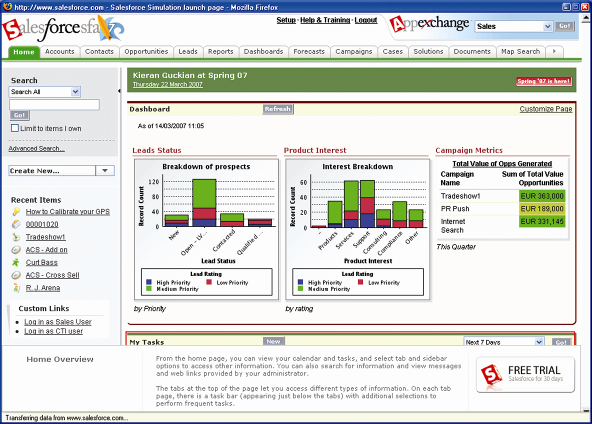 http://www.salesforce.com - Salesforce Simulation launch page - Mozilla Firefox
salesforcesfa
Setup · Help & Training · Logout
Appexchange
Sales
Go!
Home
Accounts
Contacts
Opportunities
Leads
Reports
Dashboards
Forecasts
Campaigns
Cases
Solutions
Documents
Map Search
Search
Search All
Go!
Limit to items I own
Advanced Search...
Create New...
Recent Items
How to Calibrate your GPS
00001020
Tradeshow1
ACS - Add on
Curt Bass
ACS - Cross Sell
R. J. Arena
Custom Links
Log in as Sales User
Log in as CTI user
Kieran Guckian at Spring 07
Thursday 22 March 2007
Spring '07 is here!
Dashboard
Refresh
Customize Page
As of 14/03/2007 11:05
Leads Status
Breakdown of prospects
Record Count
120
80
40
0
New
Open - Iv...
Contacted
Qualified ...
Lead Status
Lead Rating
High Priority
Low Priority
Medium Priority
by Priority
Product Interest
Interest Breakdown
Record Count
60
40
20
0
Products
Services
Support
Consulting
Compliance
Other
Product Interest
Lead Rating
High Priority
Low Priority
Medium Priority
by rating
Campaign Metrics
Total Value of Opps Generated
Campaign Name
Sum of Total Value Opportunities
Tradeshow1
EUR 363,000
PR Push
EUR 189,000
Internet Search
EUR 331,145
This Quarter
My Tasks
New
Next 7 Days
Go!
Home Overview
From the home page, you can view your calendar and tasks, and select tab and sidebar
options to access other information. You can also search for information and view messages
and web links provided by your administrator.
The tabs at the top of the page let you access different types of information. On each tab
page, there is a task bar (appearing just below the tabs) with additional selections to
perform frequent tasks.
FREE TRIAL
Salesforce for 30 days
Transferring data from www.salesforce.com...